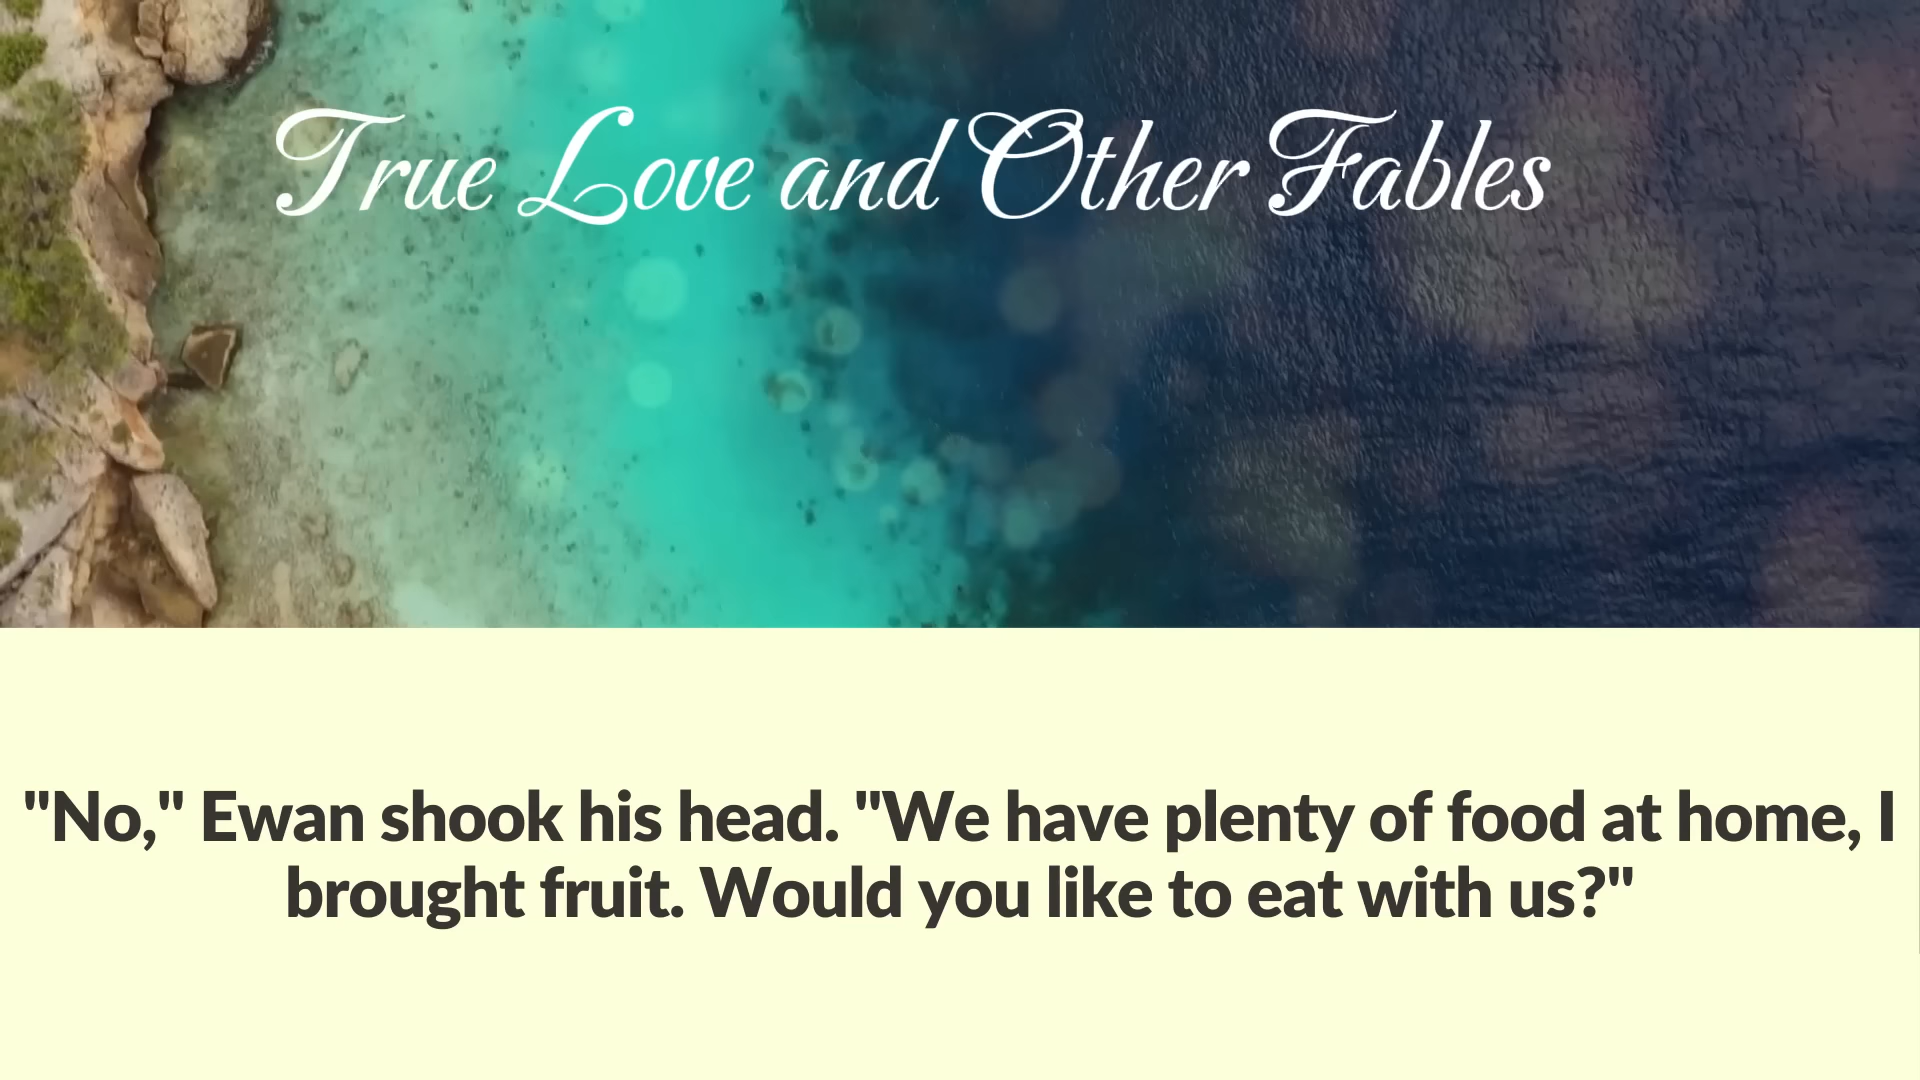 True Love and Other Fables
"No," Ewan shook his head. "We have plenty of food at home, I
brought fruit. Would you like to eat with us?"